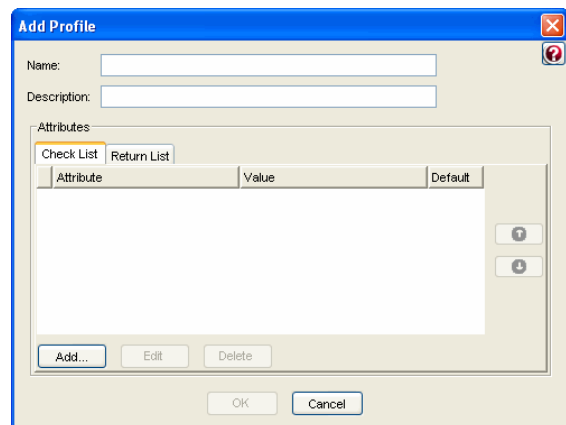 Add Profile
Name:
Description:
Attributes
Check List Return List
Attribute Value Default
Add... Edit Delete
OK Cancel